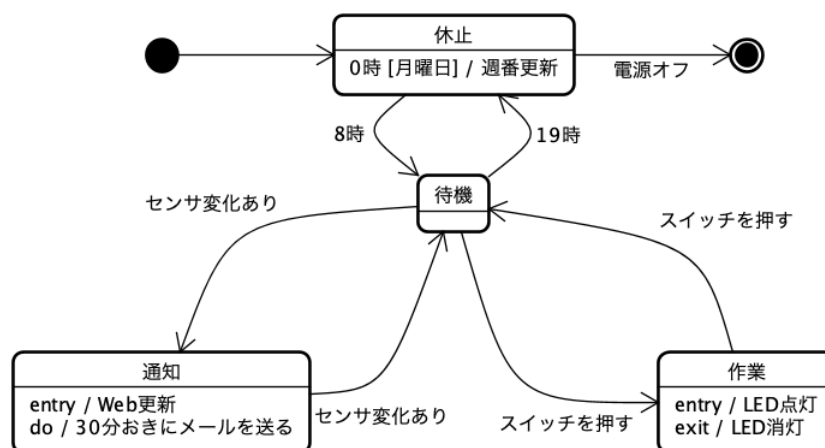 休止
0時 [月曜日] / 週番更新
電源オフ
8時
19時
待機
センサ変化あり
スイッチを押す
通知
entry / Web更新
do / 30分おきにメールを送る
センサ変化あり
スイッチを押す
作業
entry / LED点灯
exit / LED消灯